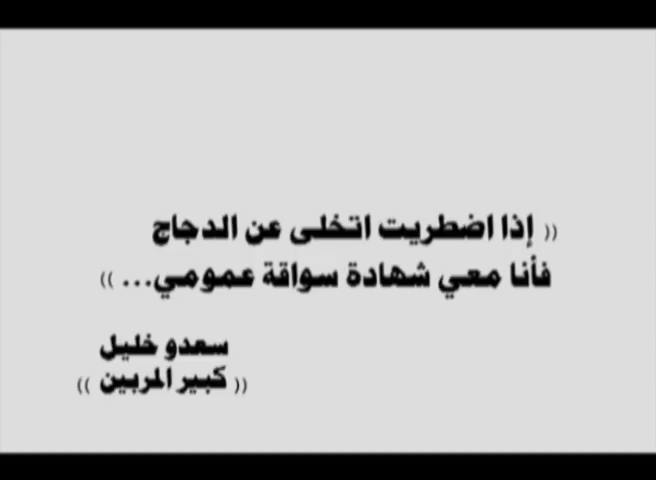 (( إذا اضطريت اتخلى عن الدجاج
فأنا معي شهادة سواقة عمومي... ))
سعدو خليل
(( كبير المربين ))